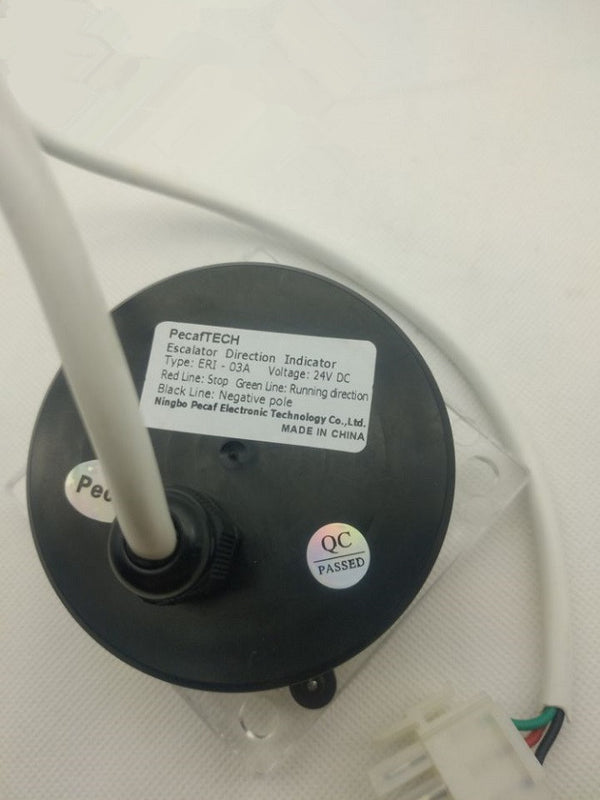 PecafTECH
Escalator Direction Indicator
Type: ERI - 03A Voltage: 24V DC
Red Line: Stop Green Line: Running direction
Black Line: Negative pole
Ningbo Pecaf Electronic Technology Co.,Ltd.
MADE IN CHINA
QC
PASSED